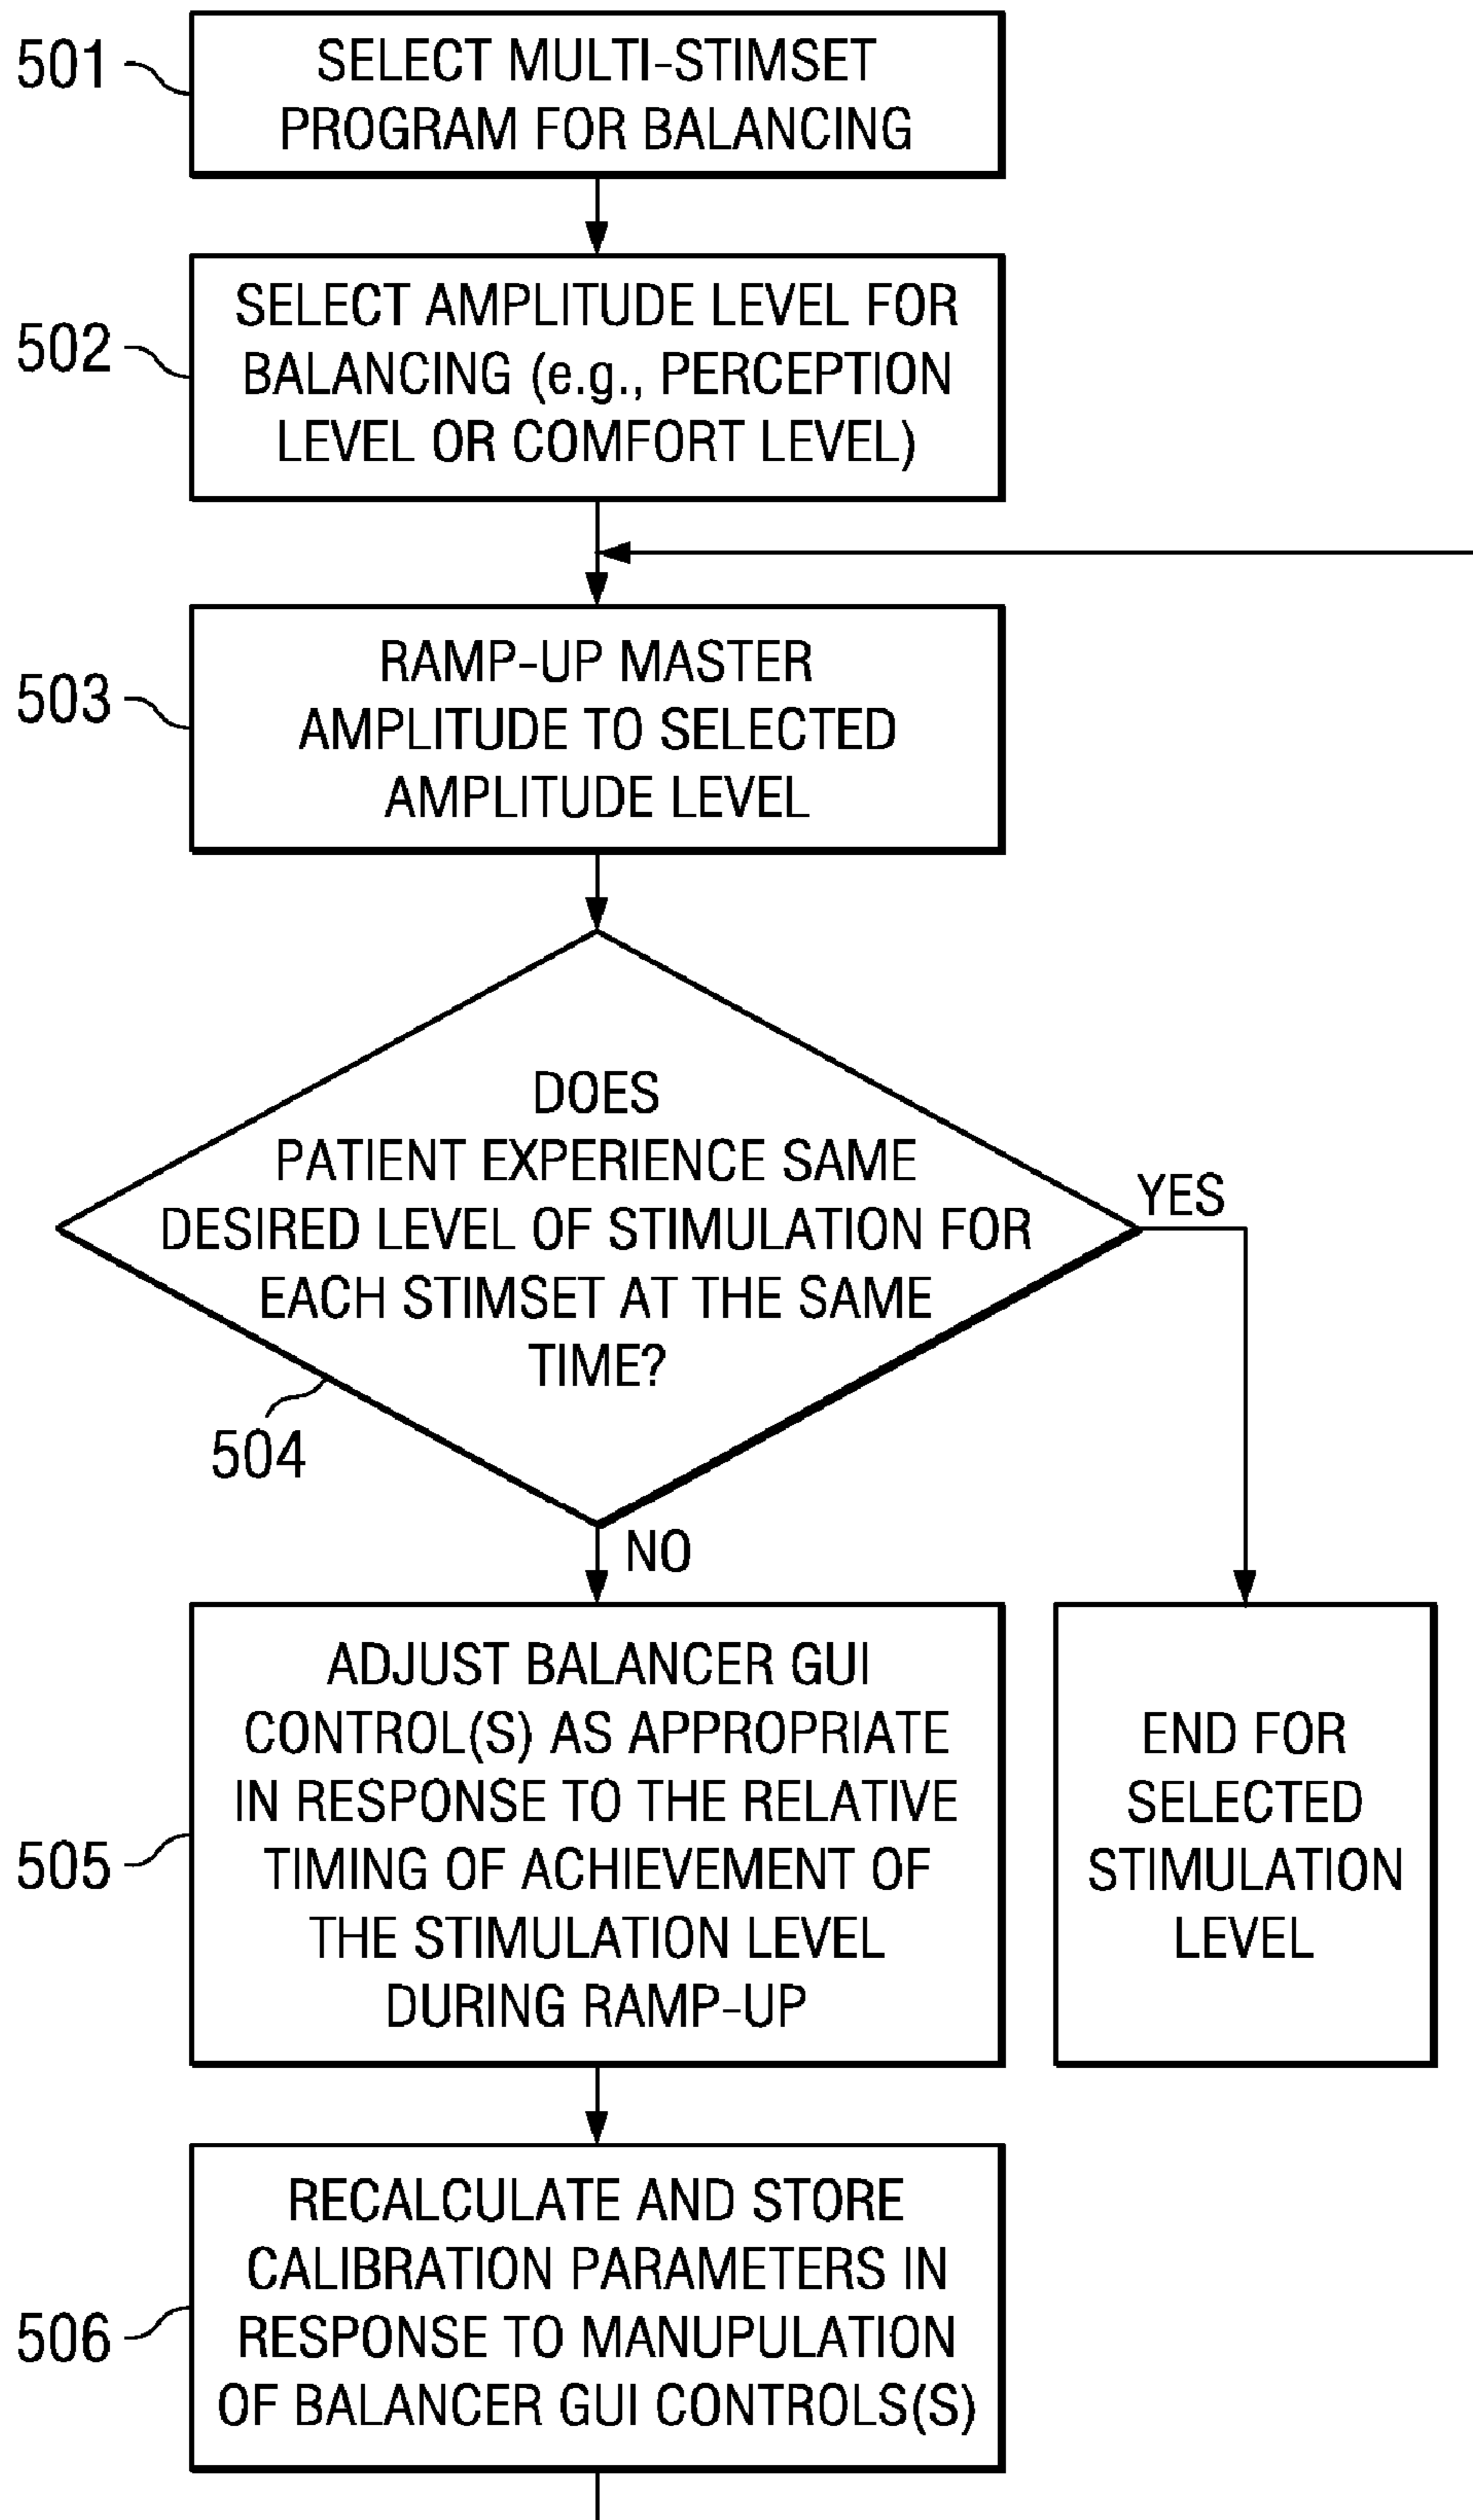 501
SELECT MULTI-STIMSET
PROGRAM FOR BALANCING
502
SELECT AMPLITUDE LEVEL FOR
BALANCING (e.g., PERCEPTION
LEVEL OR COMFORT LEVEL)
503
RAMP-UP MASTER
AMPLITUDE TO SELECTED
AMPLITUDE LEVEL
DOES
PATIENT EXPERIENCE SAME
DESIRED LEVEL OF STIMULATION FOR
EACH STIMSET AT THE SAME
TIME?
YES
504
NO
505
ADJUST BALANCER GUI
CONTROL(S) AS APPROPRIATE
IN RESPONSE TO THE RELATIVE
TIMING OF ACHIEVEMENT OF
THE STIMULATION LEVEL
DURING RAMP-UP
END FOR
SELECTED
STIMULATION
LEVEL
506
RECALCULATE AND STORE
CALIBRATION PARAMETERS IN
RESPONSE TO MANUPULATION
OF BALANCER GUI CONTROLS(S)